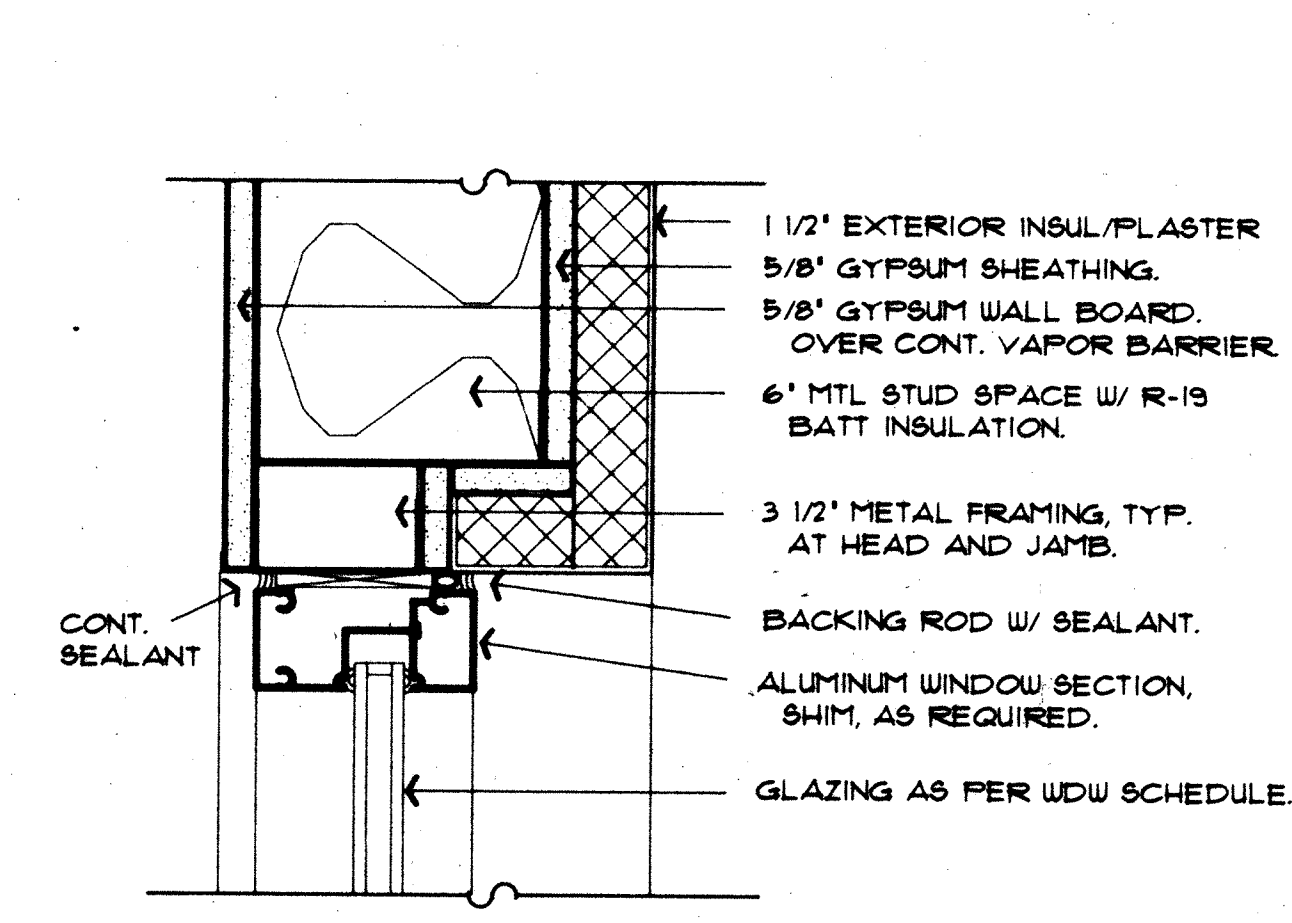 1 1/2" EXTERIOR INSUL/PLASTER
5/8" GYPSUM SHEATHING.
5/8" GYPSUM WALL BOARD.
OVER CONT. VAPOR BARRIER
6" MTL STUD SPACE W/ R-19
BATT INSULATION.
3 1/2" METAL FRAMING, TYP.
AT HEAD AND JAMB.
CONT.
SEALANT
BACKING ROD W/ SEALANT.
ALUMINUM WINDOW SECTION,
SHIM, AS REQUIRED.
GLAZING AS PER WDW SCHEDULE.